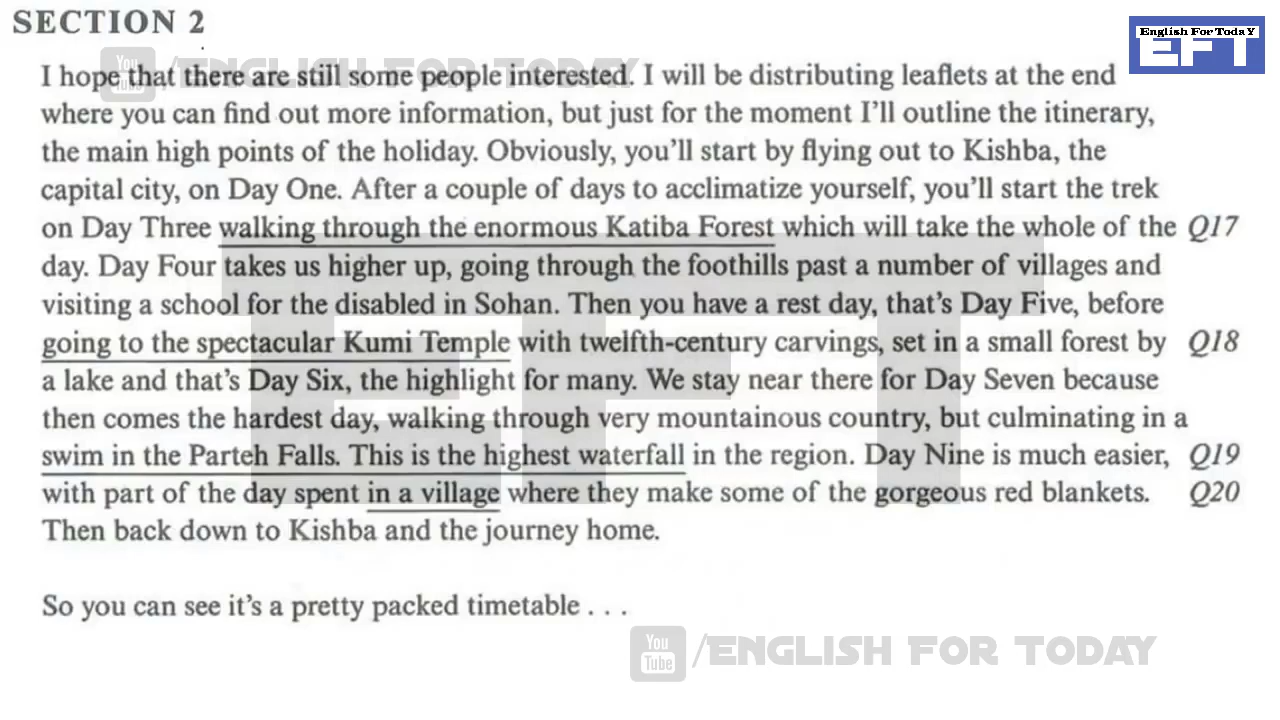 SECTION 2
English For TodaY
EFT
You Tube /ENGLISH FOR TODAY
I hope that there are still some people interested. I will be distributing leaflets at the end
where you can find out more information, but just for the moment I'll outline the itinerary,
the main high points of the holiday. Obviously, you'll start by flying out to Kishba, the
capital city, on Day One. After a couple of days to acclimatize yourself, you'll start the trek
on Day Three walking through the enormous Katiba Forest which will take the whole of the Q17
day. Day Four takes us higher up, going through the foothills past a number of villages and
visiting a school for the disabled in Sohan. Then you have a rest day, that's Day Five, before
going to the spectacular Kumi Temple with twelfth-century carvings, set in a small forest by Q18
a lake and that's Day Six, the highlight for many. We stay near there for Day Seven because
then comes the hardest day, walking through very mountainous country, but culminating in a
swim in the Parteh Falls. This is the highest waterfall in the region. Day Nine is much easier, Q19
with part of the day spent in a village where they make some of the gorgeous red blankets. Q20
Then back down to Kishba and the journey home.
So you can see it's a pretty packed timetable . . .
EFT
You Tube /ENGLISH FOR TODAY